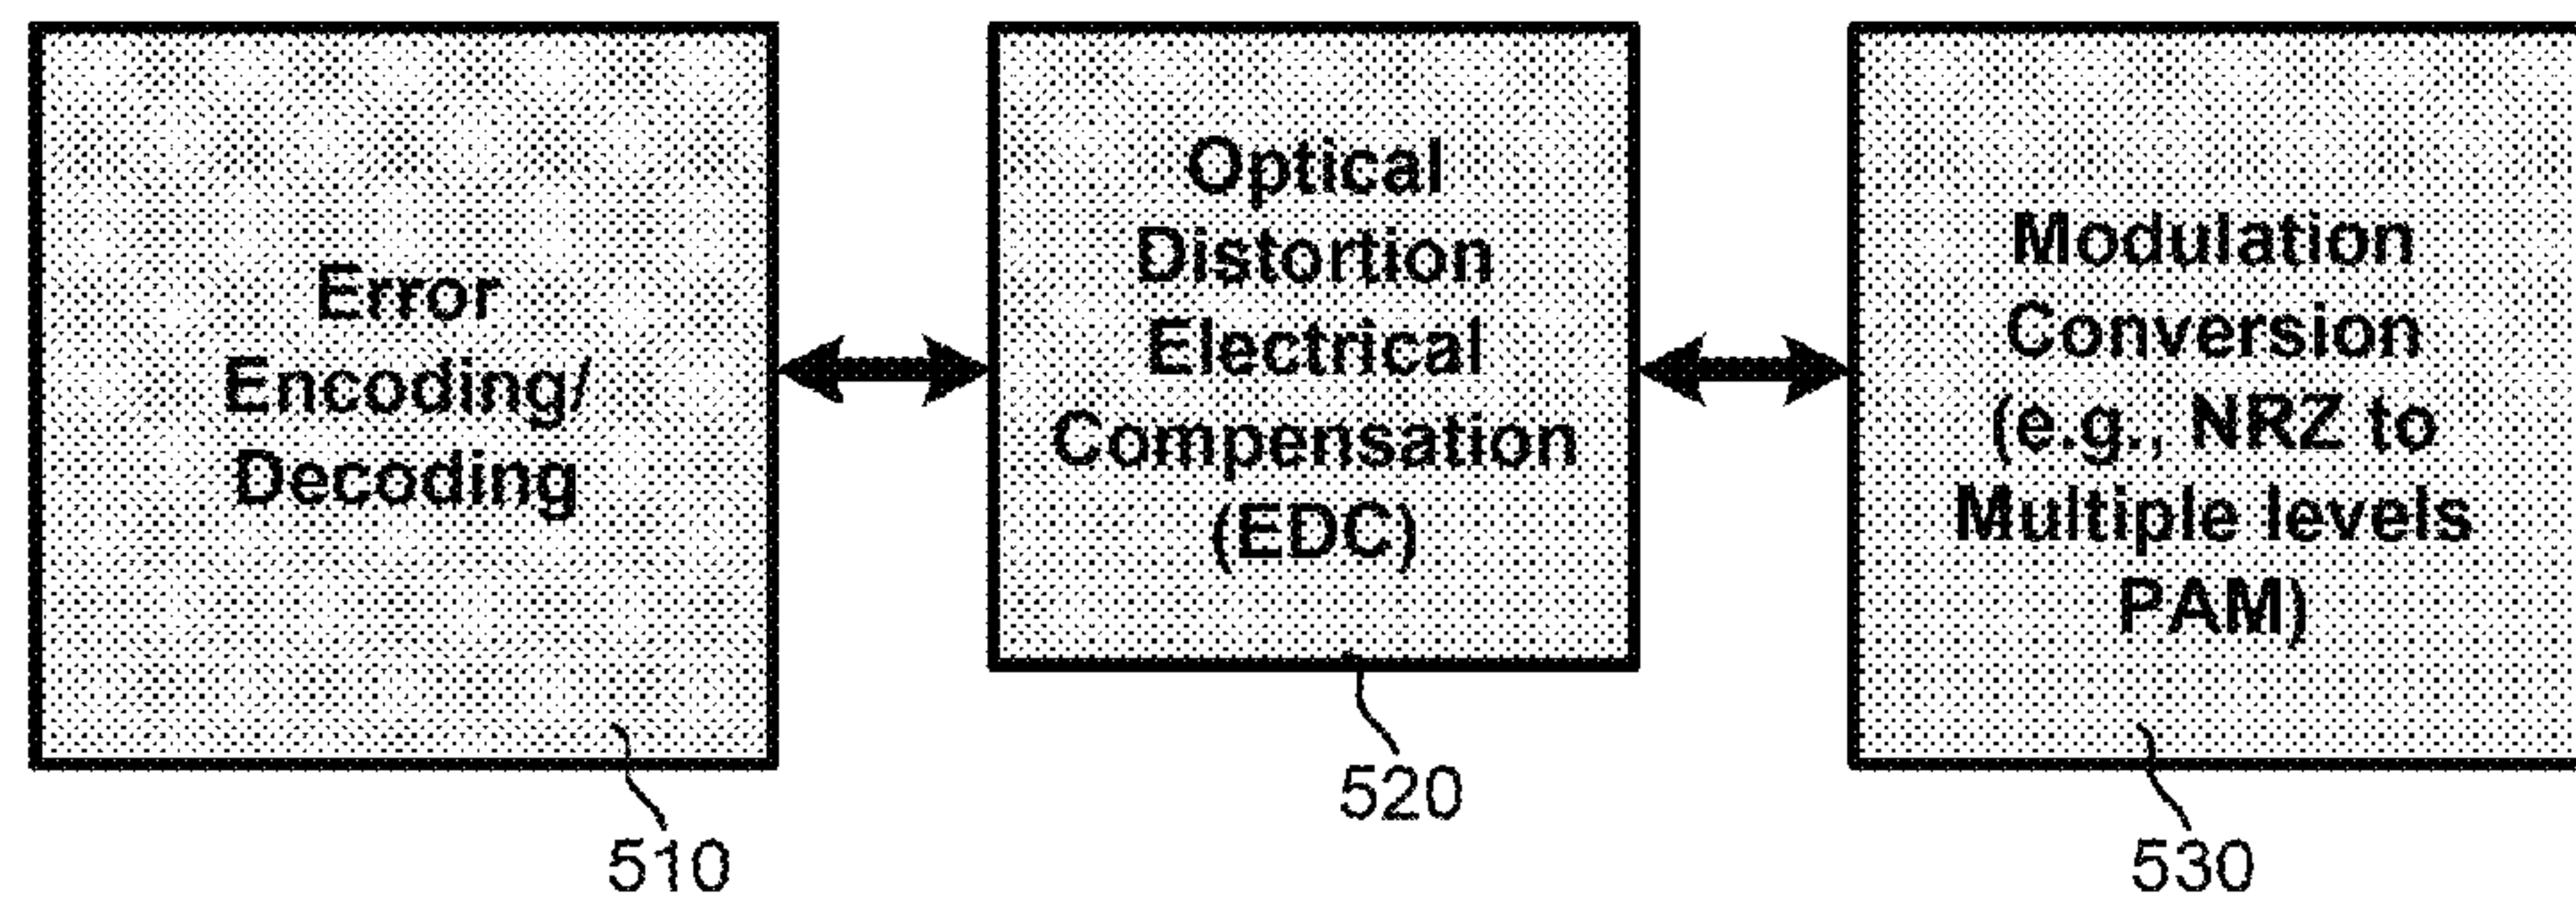 Error
Encoding/
Decoding
510
Optical
Distortion
Electrical
Compensation
(EDC)
520
Modulation
Conversion
(e.g., NRZ to
Multiple levels
PAM)
530